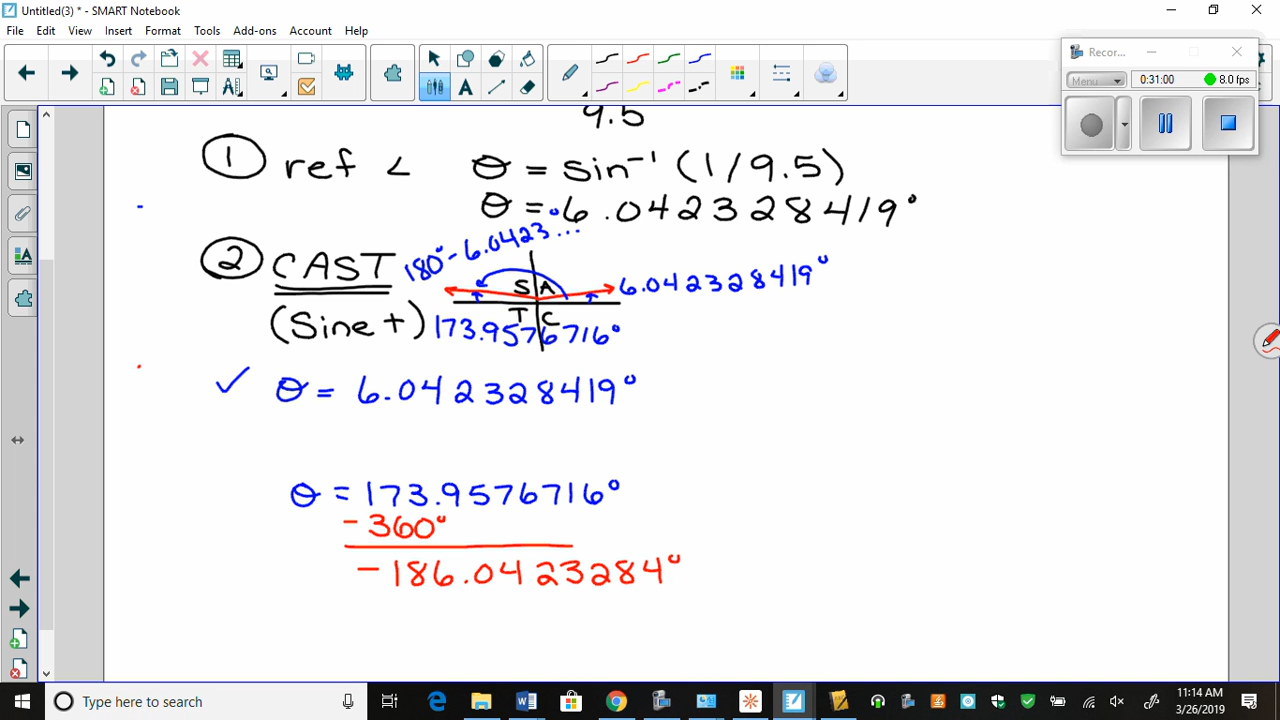 Untitled(3) * - SMART Notebook
File Edit View Insert Format Tools Add-ons Account Help
Recor...
Menu 0:31:00 8.0 fps
9.5
① ref < θ = sin⁻¹ (1/9.5)
θ = 6.042328419°
② CAST
180° - 6.0423°...
S A
T C
6.042328419°
(Sine +)
173.9576716°
✓ θ = 6.042328419°
θ = 173.9576716°
- 360°
- 186.0423284°
Type here to search
11:14 AM
3/26/2019